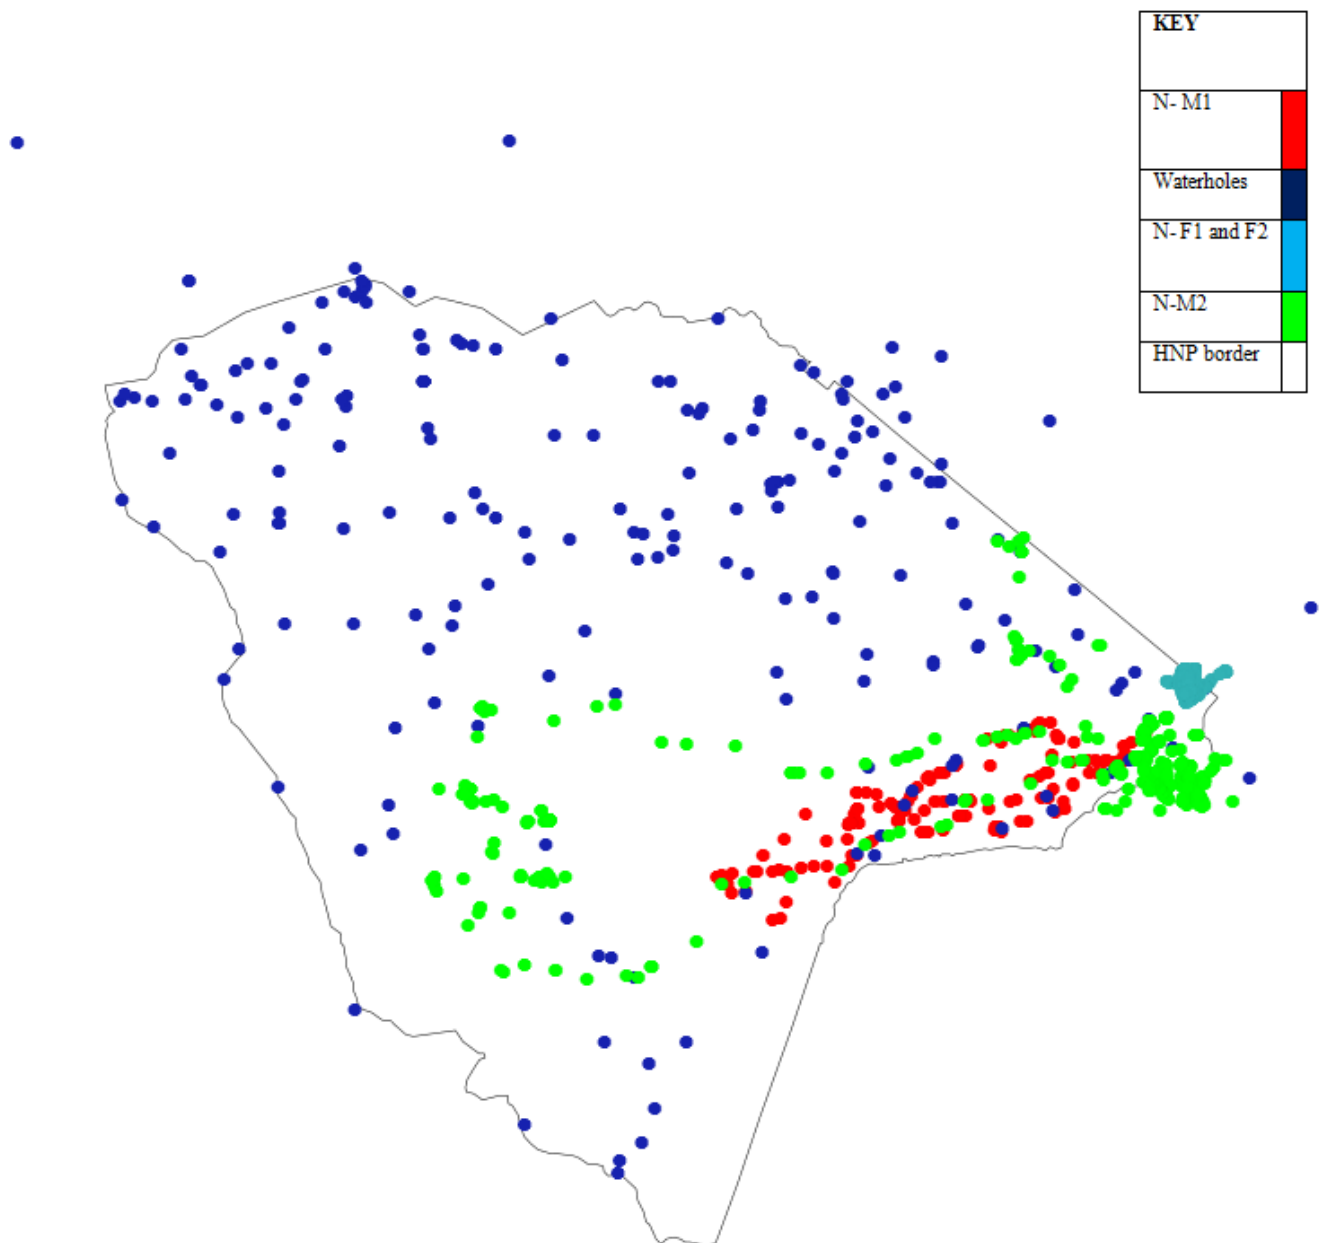 KEY
N- M1
Waterholes
N- F1 and F2
N-M2
HNP border